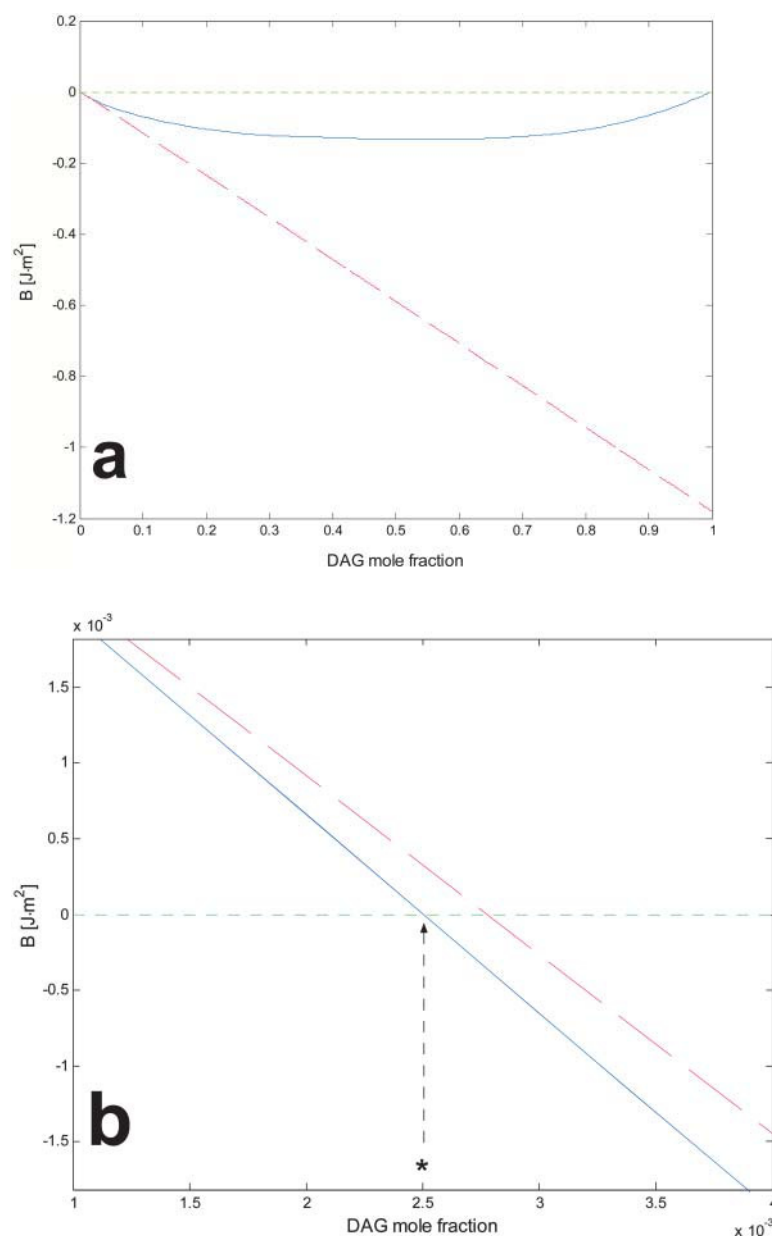 0.2
0
-0.2
-0.4
-0.6
-0.8
-1
-1.2
B [J·m²]
a
0 0.1 0.2 0.3 0.4 0.5 0.6 0.7 0.8 0.9 1
DAG mole fraction
x 10⁻³
1.5
1
0.5
0
-0.5
-1
-1.5
B [J·m²]
b
*
1 1.5 2 2.5 3 3.5 4
DAG mole fraction
x 10⁻³